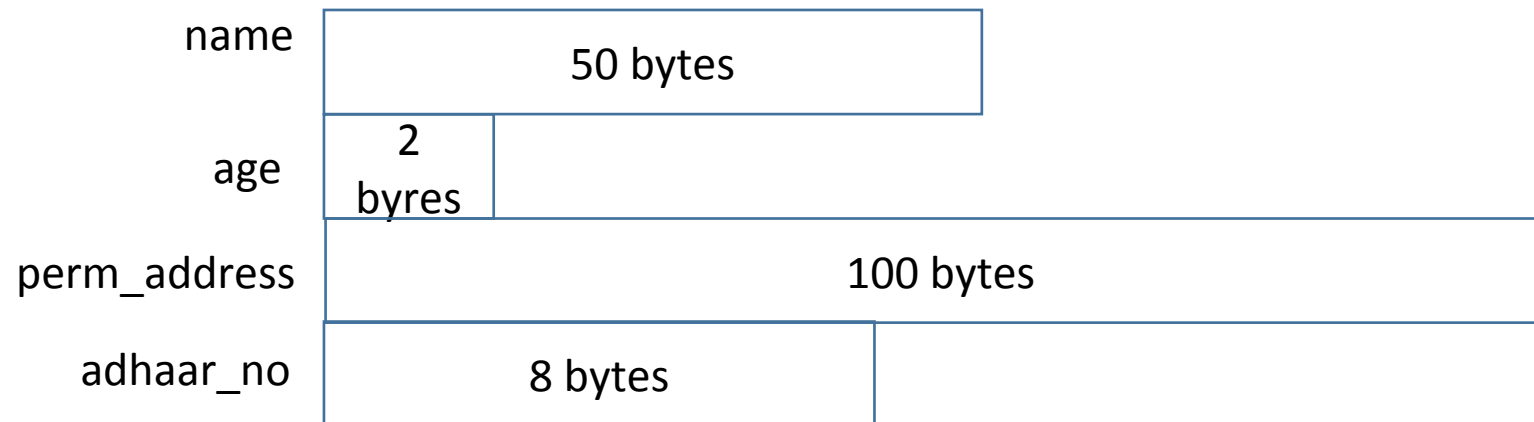 name
50 bytes
age
2
byres
perm_address
100 bytes
adhaar_no
8 bytes